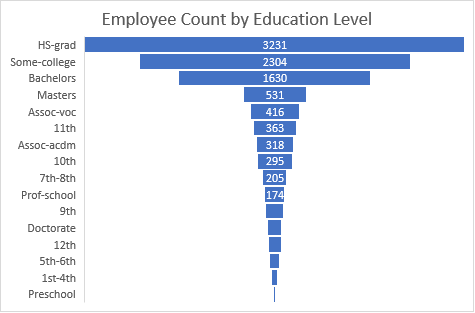 Employee Count by Education Level
HS-grad 3231
Some-college 2304
Bachelors 1630
Masters 531
Assoc-voc 416
11th 363
Assoc-acdm 318
10th 295
7th-8th 205
Prof-school 174
9th
Doctorate
12th
5th-6th
1st-4th
Preschool